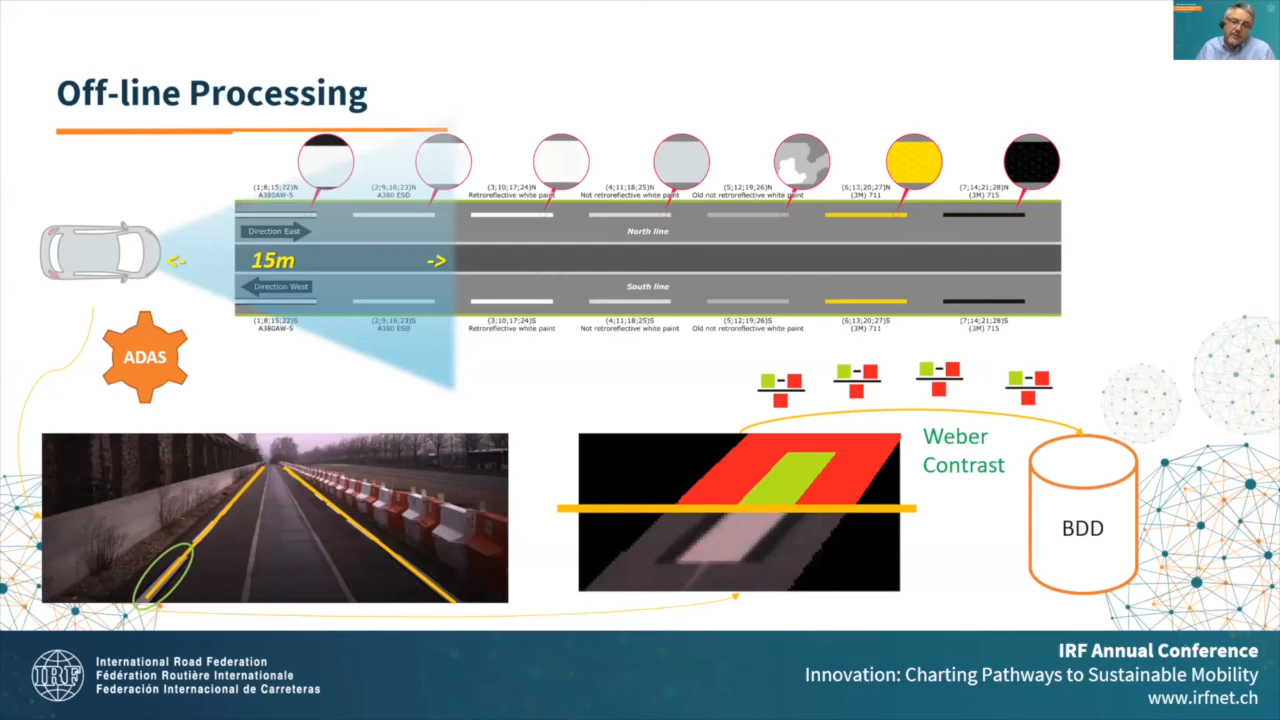 Off-line Processing
(1;8;15;22)N
A380AW-5
(2;9;16;23)N
A380 ESD
(3;10;17;24)N
Retroreflective white paint
(4;11;18;25)N
Not retroreflective white paint
(5;12;19;26)N
Old not retroreflective white paint
(6;13;20;27)N
(3M) 711
(7;14;21;28)N
(3M) 715
Direction East
North line
<- 15m ->
Direction West
South line
(1;8;15;22)S
A380AW-5
(2;9;16;23)S
A380 ESD
(3;10;17;24)S
Retroreflective white paint
(4;11;18;25)S
Not retroreflective white paint
(5;12;19;26)S
Old not retroreflective white paint
(6;13;20;27)S
(3M) 711
(7;14;21;28)S
(3M) 715
ADAS
Weber
Contrast
BDD
IRF
International Road Federation
Fédération Routière Internationale
Federación Internacional de Carreteras
IRF Annual Conference
Innovation: Charting Pathways to Sustainable Mobility
www.irfnet.ch